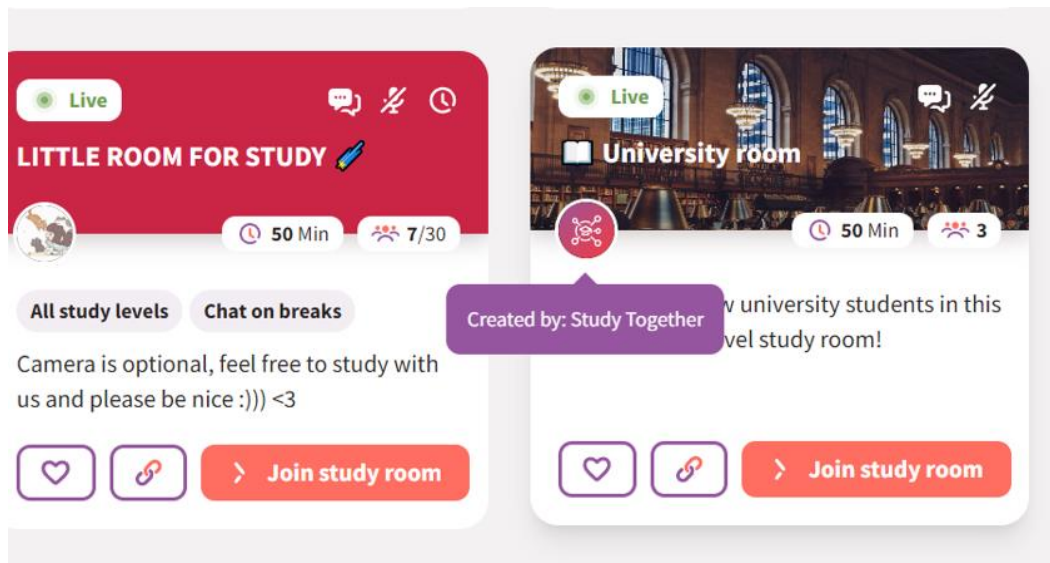 Live
LITTLE ROOM FOR STUDY
50 Min
7/30
All study levels
Chat on breaks
Camera is optional, feel free to study with
us and please be nice :))) <3
Join study room
Live
University room
50 Min
3
Created by: Study Together
university students in this
study room!
Join study room